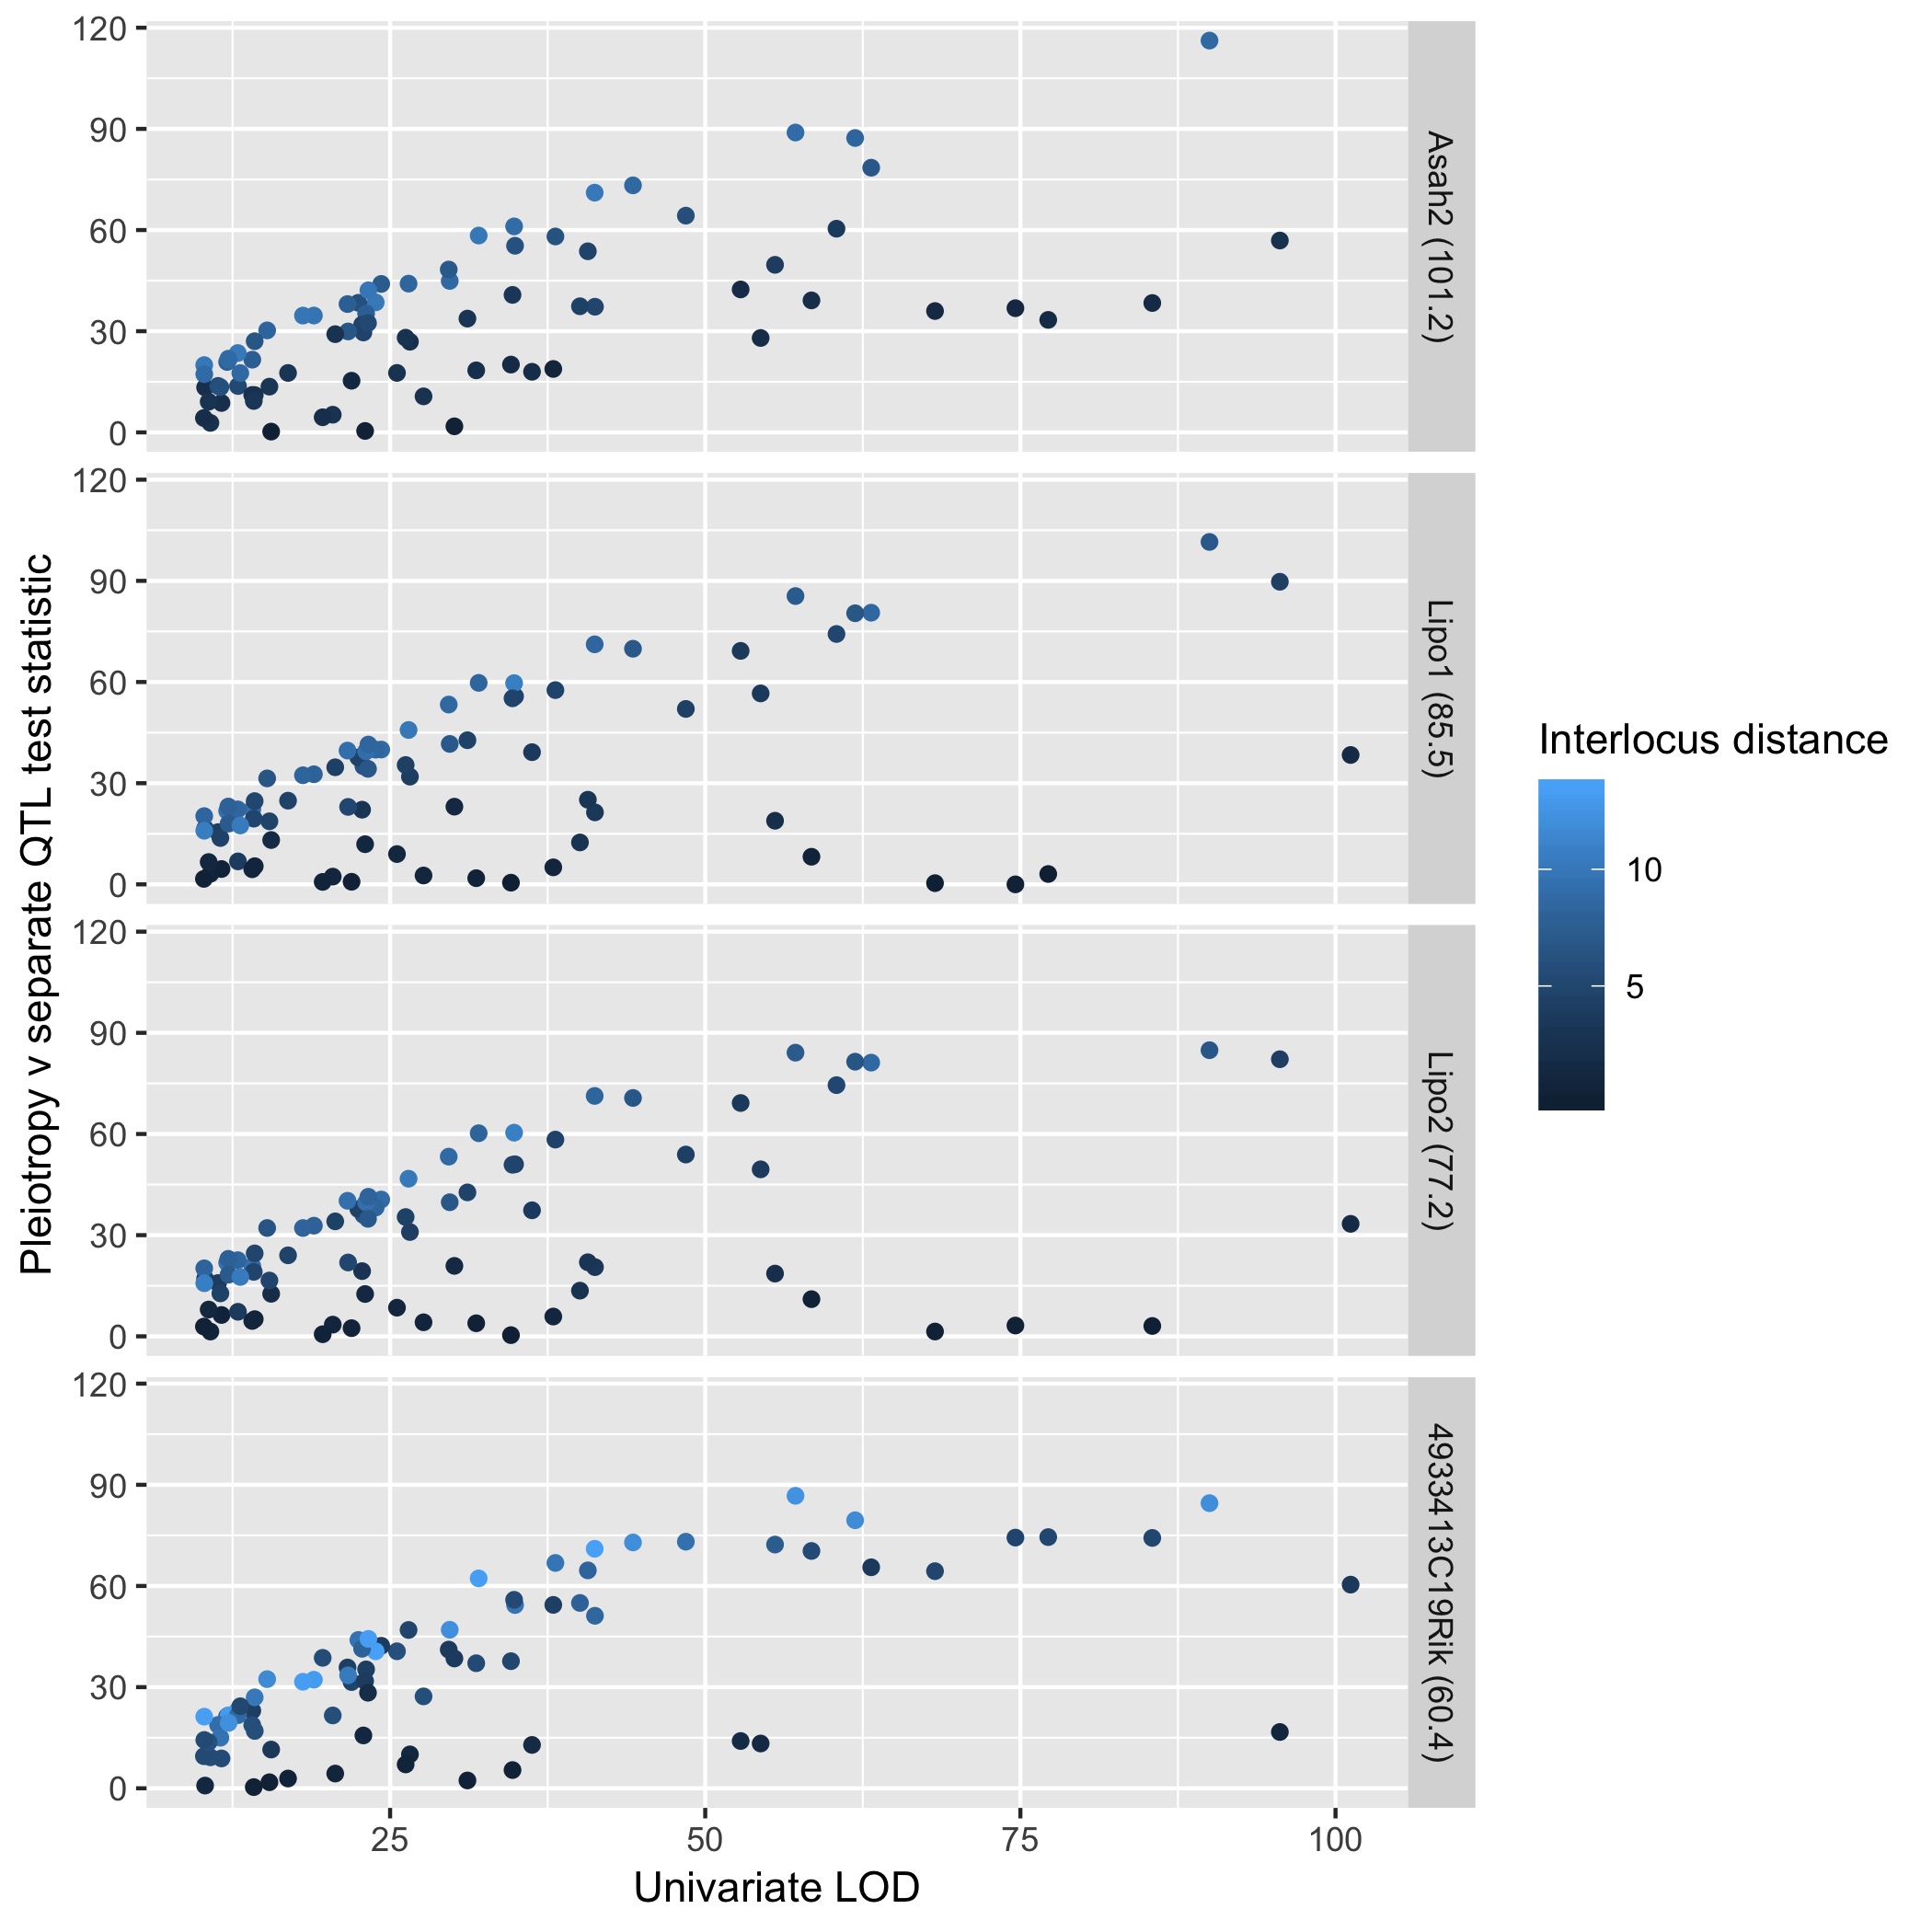 Pleiotropy v separate QTL test statistic
120
90
60
30
0
Asah2 (101.2)
120
90
60
30
0
Lipo1 (85.5)
120
90
60
30
0
Lipo2 (77.2)
120
90
60
30
0
4933413C19Rik (60.4)
25 50 75 100
Univariate LOD
Interlocus distance
10
5